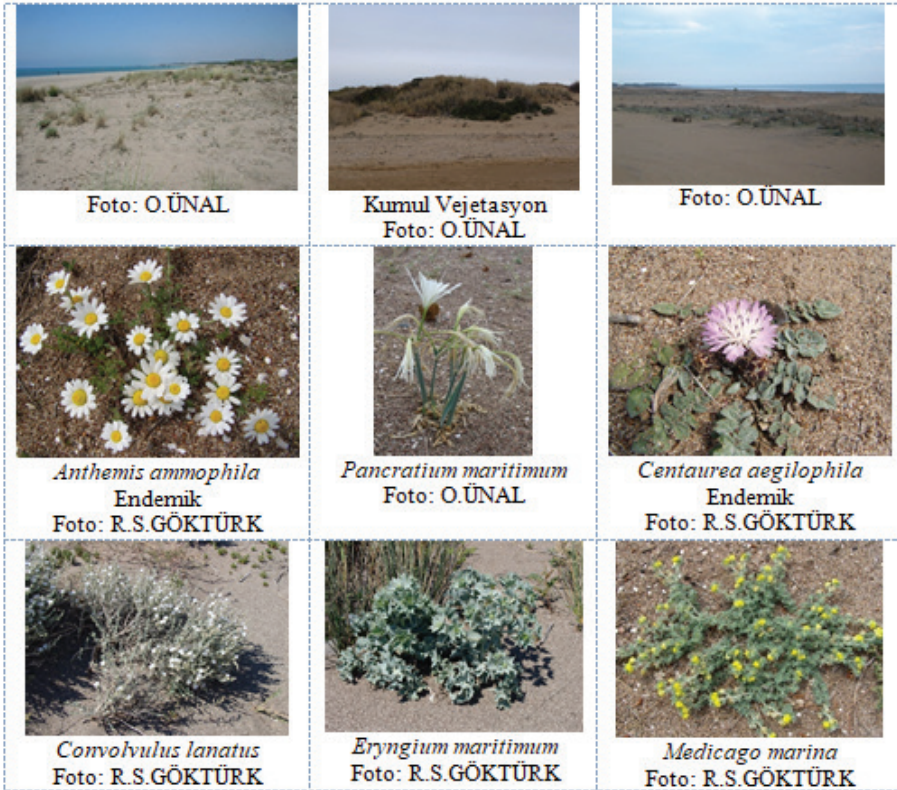 Foto: O.ÜNAL
Kumul Vejetasyon
Foto: O.ÜNAL
Foto: O.ÜNAL
Anthemis ammophila
Endemik
Foto: R.S.GÖKTÜRK
Pancratium maritimum
Foto: O.ÜNAL
Centaurea aegilophila
Endemik
Foto: R.S.GÖKTÜRK
Convolvulus lanatus
Foto: R.S.GÖKTÜRK
Eryngium maritimum
Foto: R.S.GÖKTÜRK
Medicago marina
Foto: R.S.GÖKTÜRK